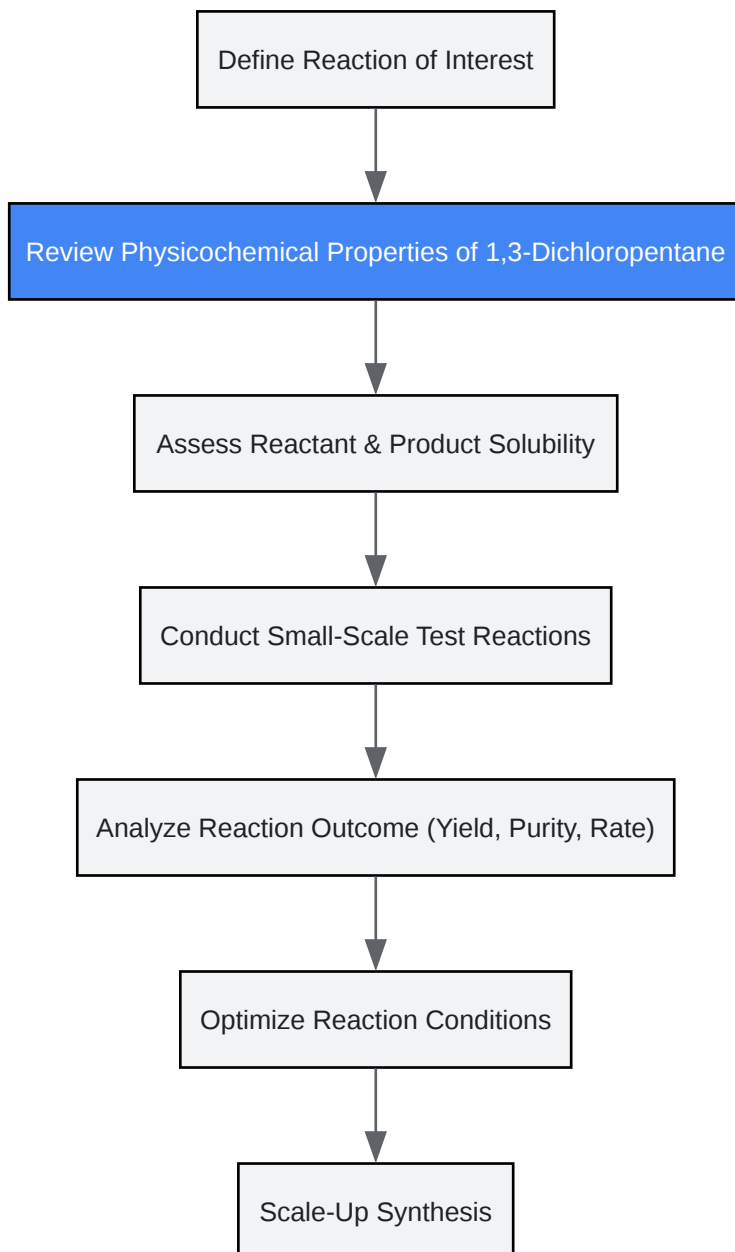 Define Reaction of Interest
Review Physicochemical Properties of 1,3-Dichloropentane
Assess Reactant & Product Solubility
Conduct Small-Scale Test Reactions
Analyze Reaction Outcome (Yield, Purity, Rate)
Optimize Reaction Conditions
Scale-Up Synthesis